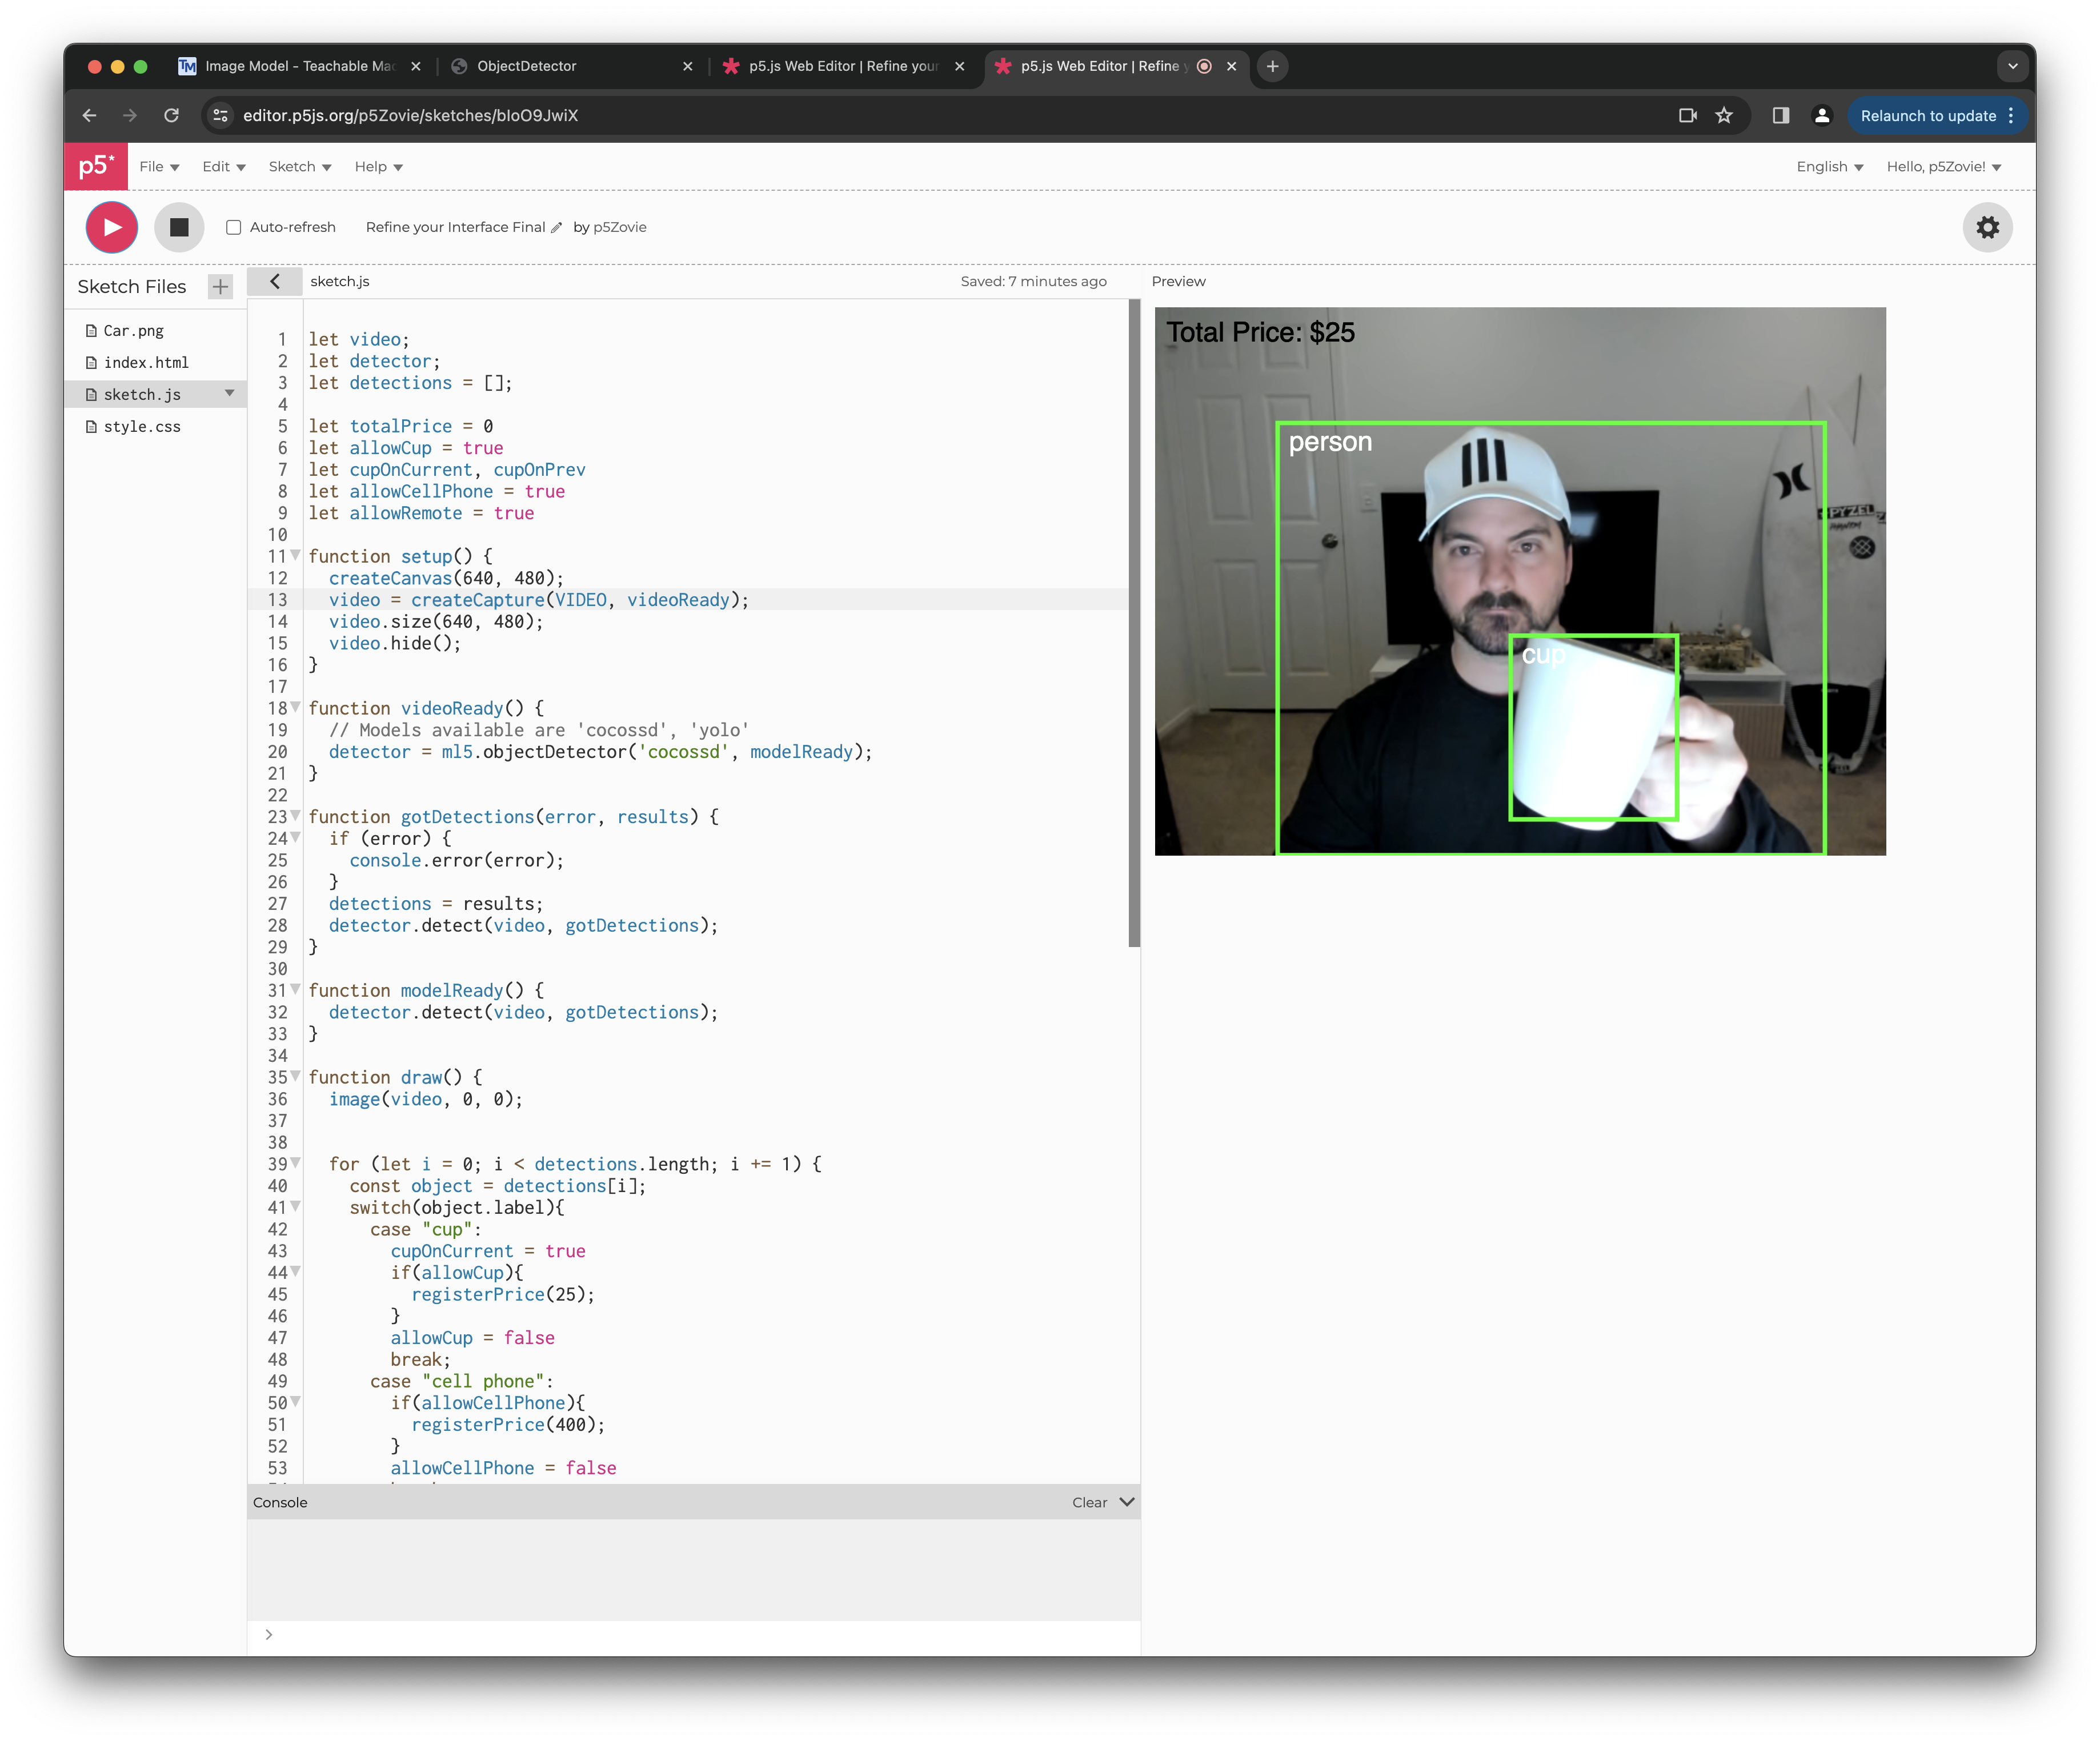 Image Model - Teachable Mac
ObjectDetector
p5.js Web Editor | Refine your
p5.js Web Editor | Refine y
editor.p5js.org/p5Zovie/sketches/bIoO9JwiX
Relaunch to update
p5*
File
Edit
Sketch
Help
English
Hello, p5Zovie!
Auto-refresh
Refine your Interface Final
by p5Zovie
Sketch Files
Car.png
index.html
sketch.js
style.css
sketch.js
Saved: 7 minutes ago
1 let video;
2 let detector;
3 let detections = [];
4
5 let totalPrice = 0
6 let allowCup = true
7 let cupOnCurrent, cupOnPrev
8 let allowCellPhone = true
9 let allowRemote = true
10
11 function setup() {
12 createCanvas(640, 480);
13 video = createCapture(VIDEO, videoReady);
14 video.size(640, 480);
15 video.hide();
16 }
17
18 function videoReady() {
19 // Models available are 'cocossd', 'yolo'
20 detector = ml5.objectDetector('cocossd', modelReady);
21 }
22
23 function gotDetections(error, results) {
24 if (error) {
25 console.error(error);
26 }
27 detections = results;
28 detector.detect(video, gotDetections);
29 }
30
31 function modelReady() {
32 detector.detect(video, gotDetections);
33 }
34
35 function draw() {
36 image(video, 0, 0);
37
38
39 for (let i = 0; i < detections.length; i += 1) {
40 const object = detections[i];
41 switch(object.label){
42 case "cup":
43 cupOnCurrent = true
44 if(allowCup){
45 registerPrice(25);
46 }
47 allowCup = false
48 break;
49 case "cell phone":
50 if(allowCellPhone){
51 registerPrice(400);
52 }
53 allowCellPhone = false
Console
Clear
>
Preview
Total Price: $25
person
cup
PYZEL